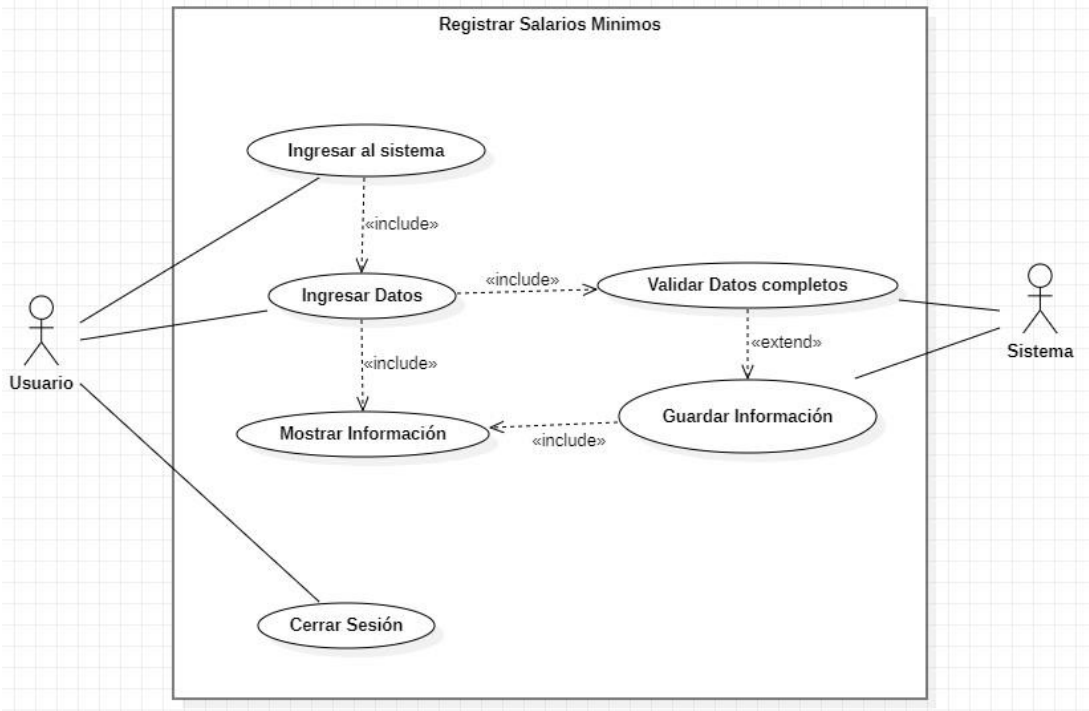 Registrar Salarios Minimos
Ingresar al sistema
«include»
Ingresar Datos
«include»
Validar Datos completos
«include»
«extend»
Mostrar Información
«include»
Guardar Información
Cerrar Sesión
Usuario
Sistema